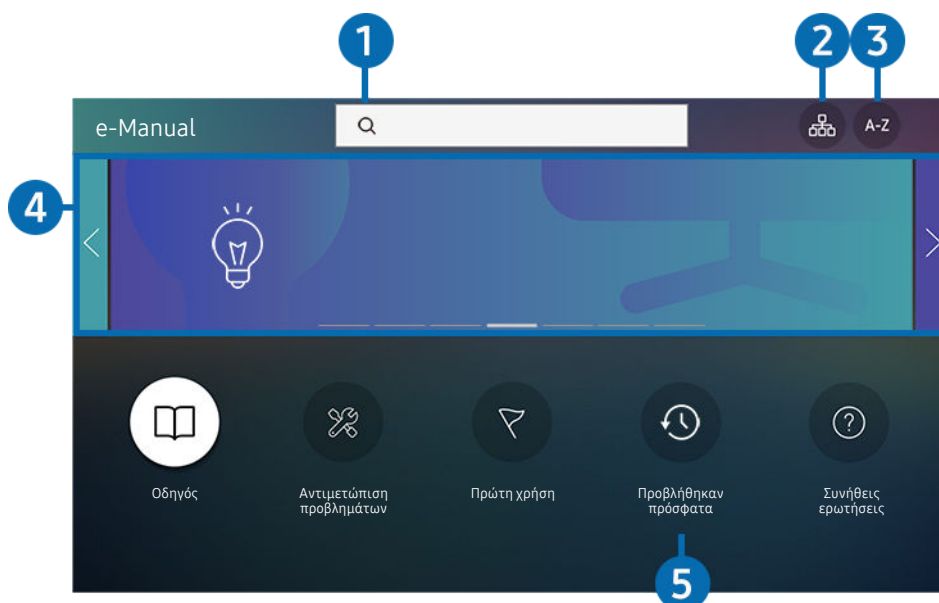 1
2
3
e-Manual
A-Z
4
Οδηγός
Αντιμετώπιση
προβλημάτων
Πρώτη χρήση
Προβλήθηκαν
πρόσφατα
Συνήθεις
ερωτήσεις
5